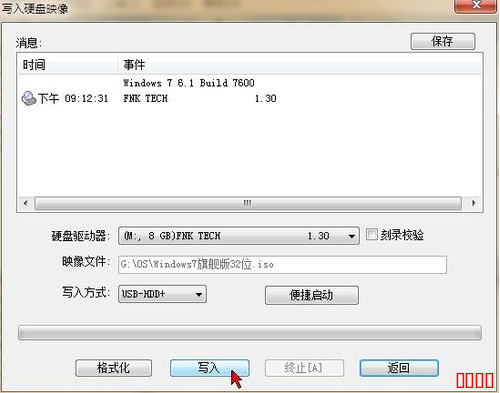 写入硬盘映像
消息:
保存
时间 事件
Windows 7 6.1 Build 7600
下午 09:12:31 FNK TECH 1.30
硬盘驱动器: (M:, 8 GB)FNK TECH 1.30 刻录校验
映像文件: G:\OS\Windows7旗舰版32位.iso
写入方式: USB-HDD+ 便捷启动
格式化 写入 终止[A] 返回